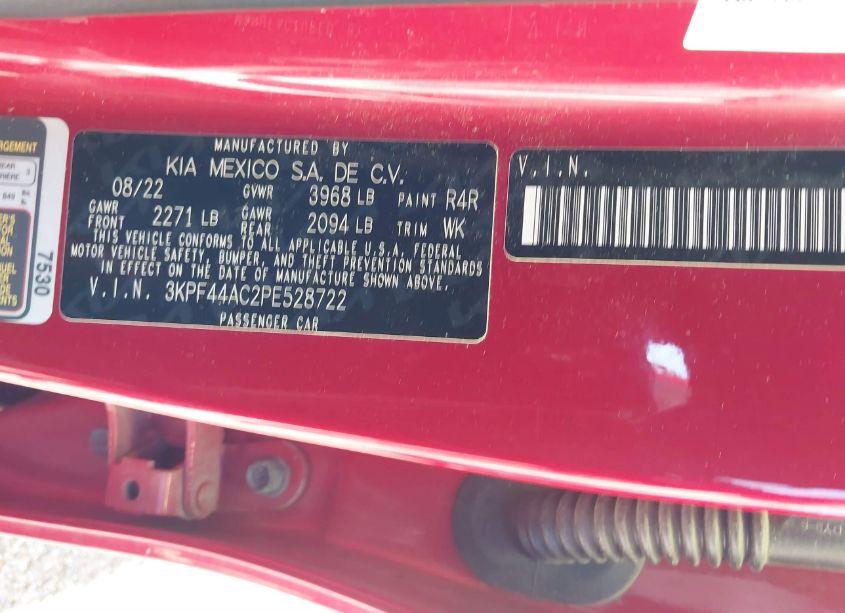 MANUFACTURED BY
KIA MEXICO S.A. DE C.V.
08/22 GVWR 3968 LB PAINT R4R
GAWR FRONT 2271 LB GAWR REAR 2094 LB TRIM WK
THIS VEHICLE CONFORMS TO ALL APPLICABLE U.S.A. FEDERAL
MOTOR VEHICLE SAFETY, BUMPER, AND THEFT PREVENTION STANDARDS
IN EFFECT ON THE DATE OF MANUFACTURE SHOWN ABOVE.
V.I.N. 3KPF44AC2PE528722
PASSENGER CAR
V.I.N.
7530